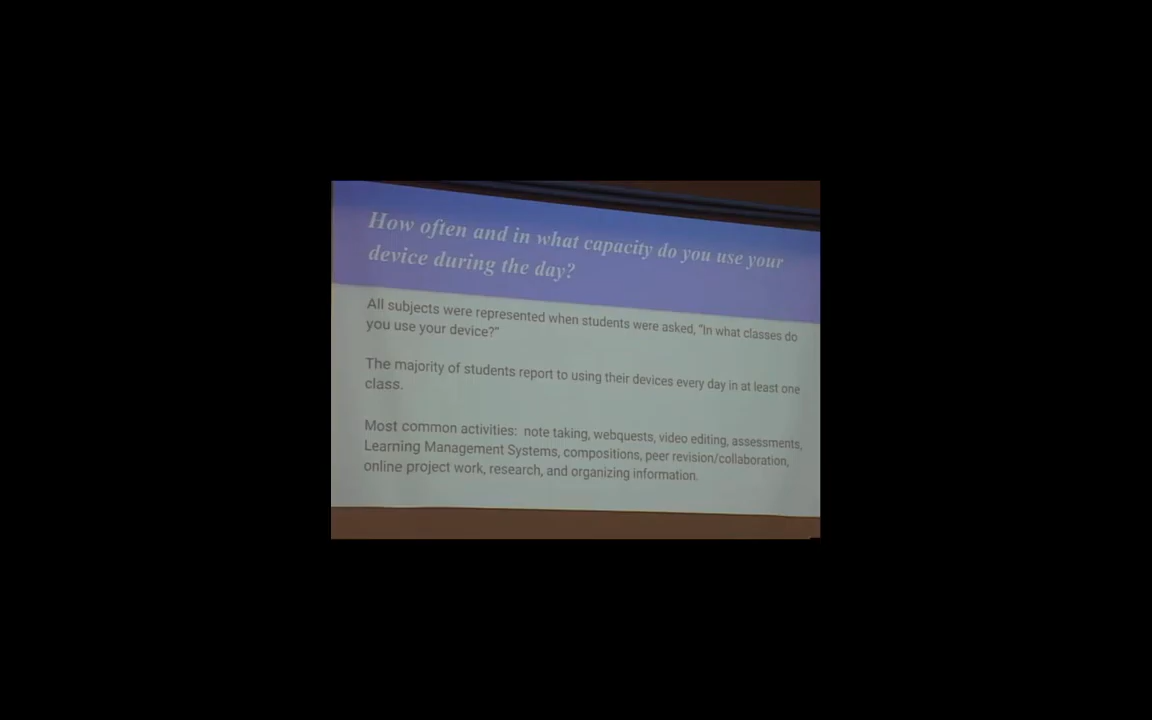 How often and in what capacity do you use your
device during the day?
All subjects were represented when students were asked, "In what classes do
you use your device?"
The majority of students report to using their devices every day in at least one
class.
Most common activities: note taking, webquests, video editing, assessments,
Learning Management Systems, compositions, peer revision/collaboration,
online project work, research, and organizing information.